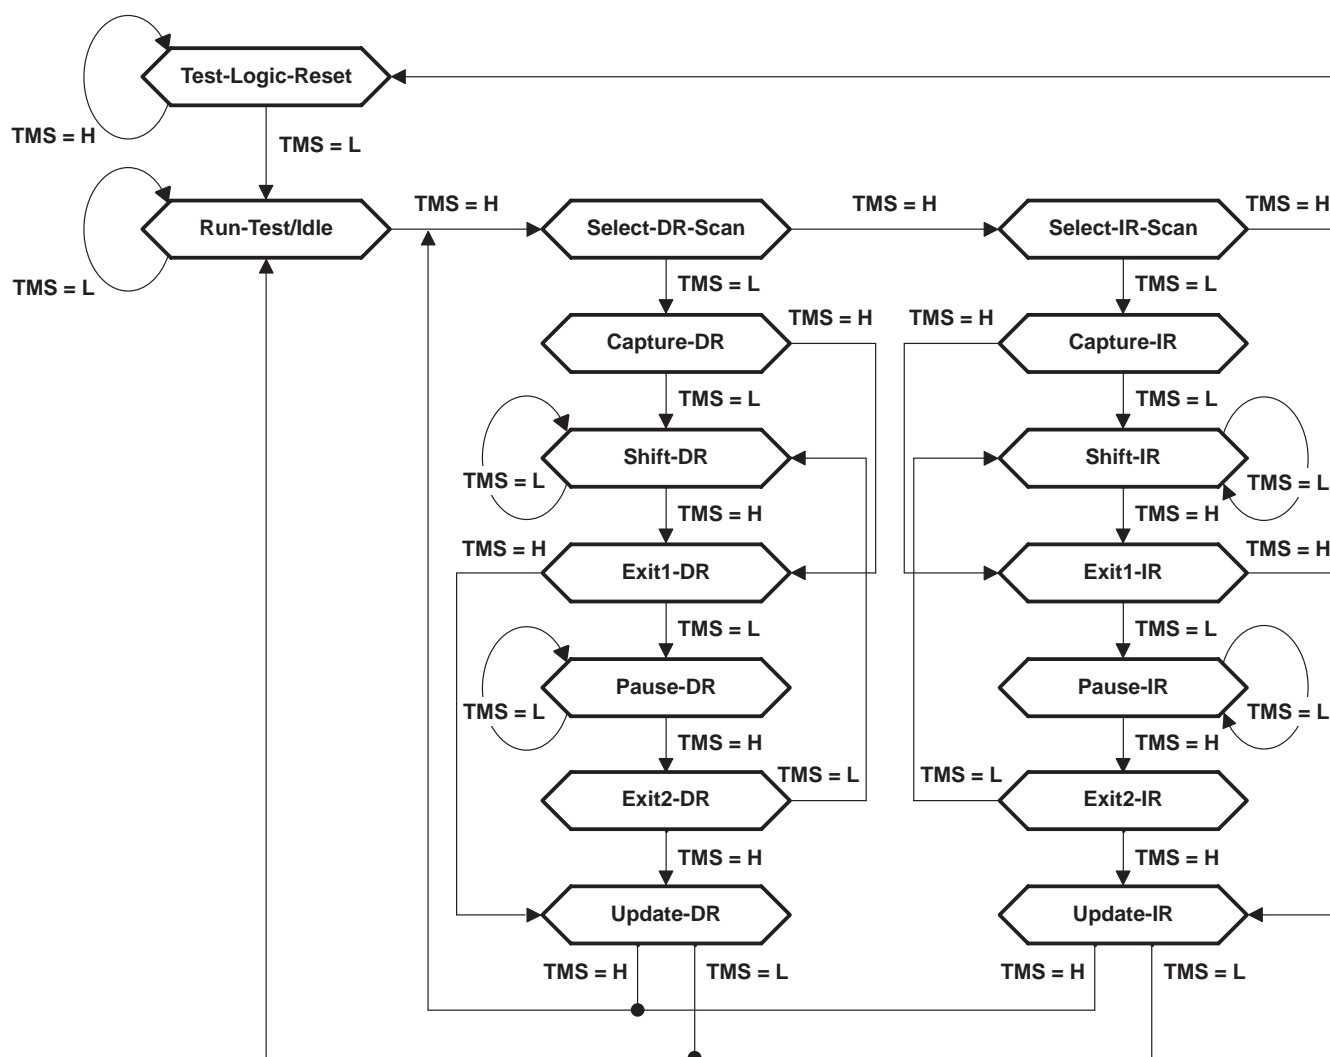 Test-Logic-Reset
TMS = H
TMS = L
TMS = H
TMS = H
TMS = H
Run-Test/Idle
Select-DR-Scan
Select-IR-Scan
TMS = L
TMS = L
TMS = L
TMS = H
TMS = H
Capture-DR
Capture-IR
TMS = L
TMS = L
Shift-DR
Shift-IR
TMS = L
TMS = L
TMS = H
TMS = H
TMS = H
TMS = H
Exit1-DR
Exit1-IR
TMS = L
TMS = L
Pause-DR
Pause-IR
TMS = L
TMS = L
TMS = H
TMS = H
TMS = L
TMS = L
Exit2-DR
Exit2-IR
TMS = H
TMS = H
Update-DR
Update-IR
TMS = H
TMS = L
TMS = H
TMS = L